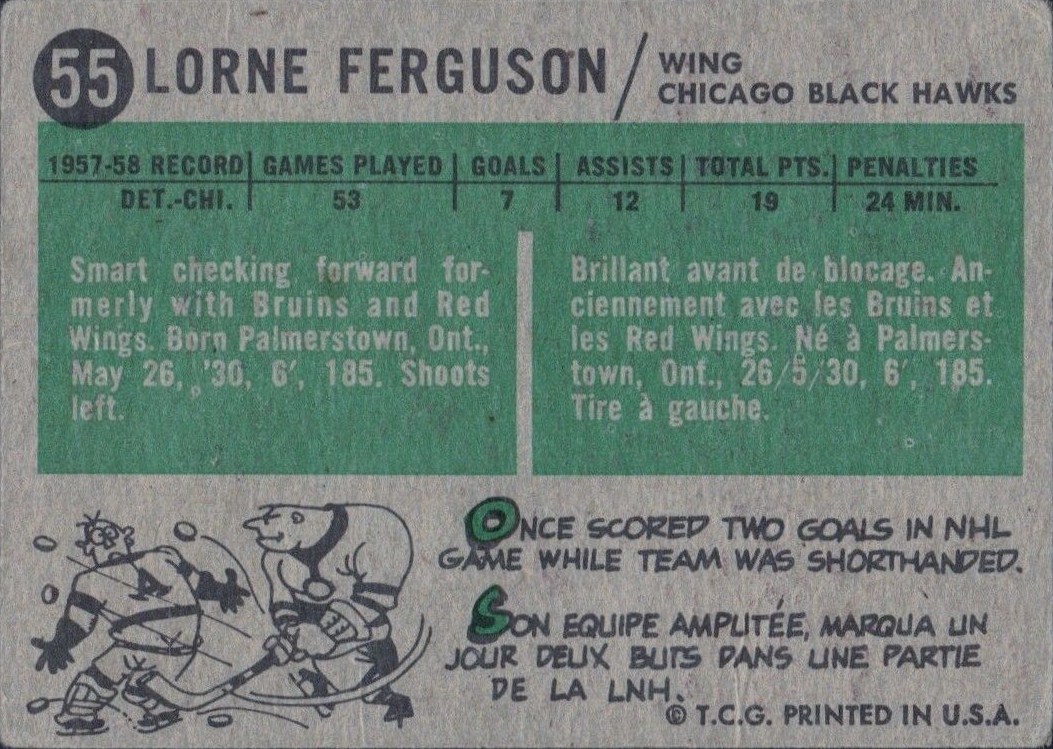 55 LORNE FERGUSON / WING
CHICAGO BLACK HAWKS
1957-58 RECORD GAMES PLAYED GOALS ASSISTS TOTAL PTS. PENALTIES
DET.-CHI. 53 7 12 19 24 MIN.
Smart checking forward for-
merly with Bruins and Red
Wings. Born Palmerstown, Ont.,
May 26, '30, 6', 185. Shoots
left.
Brillant avant de blocage. An-
ciennement avec les Bruins et
les Red Wings. Né à Palmers-
town, Ont., 26/5/30, 6', 185.
Tire à gauche.
ONCE SCORED TWO GOALS IN NHL
GAME WHILE TEAM WAS SHORTHANDED.
SON EQUIPE AMPUTÉE, MARQUA UN
JOUR DEUX BUTS DANS UNE PARTIE
DE LA LNH.
© T.C.G. PRINTED IN U.S.A.
A